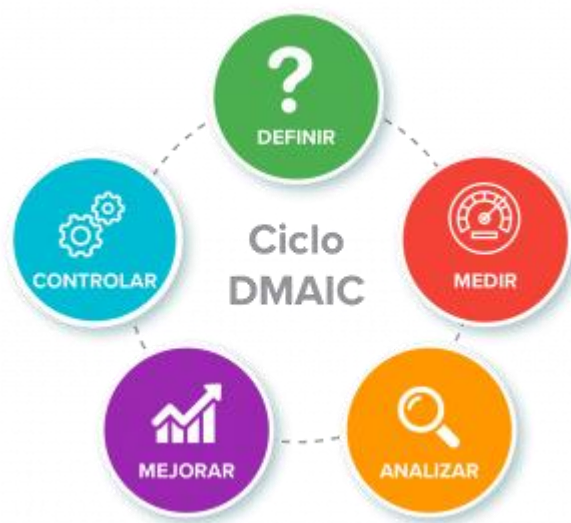 ?
DEFINIR
MEDIR
ANALIZAR
MEJORAR
CONTROLAR
Ciclo
DMAIC